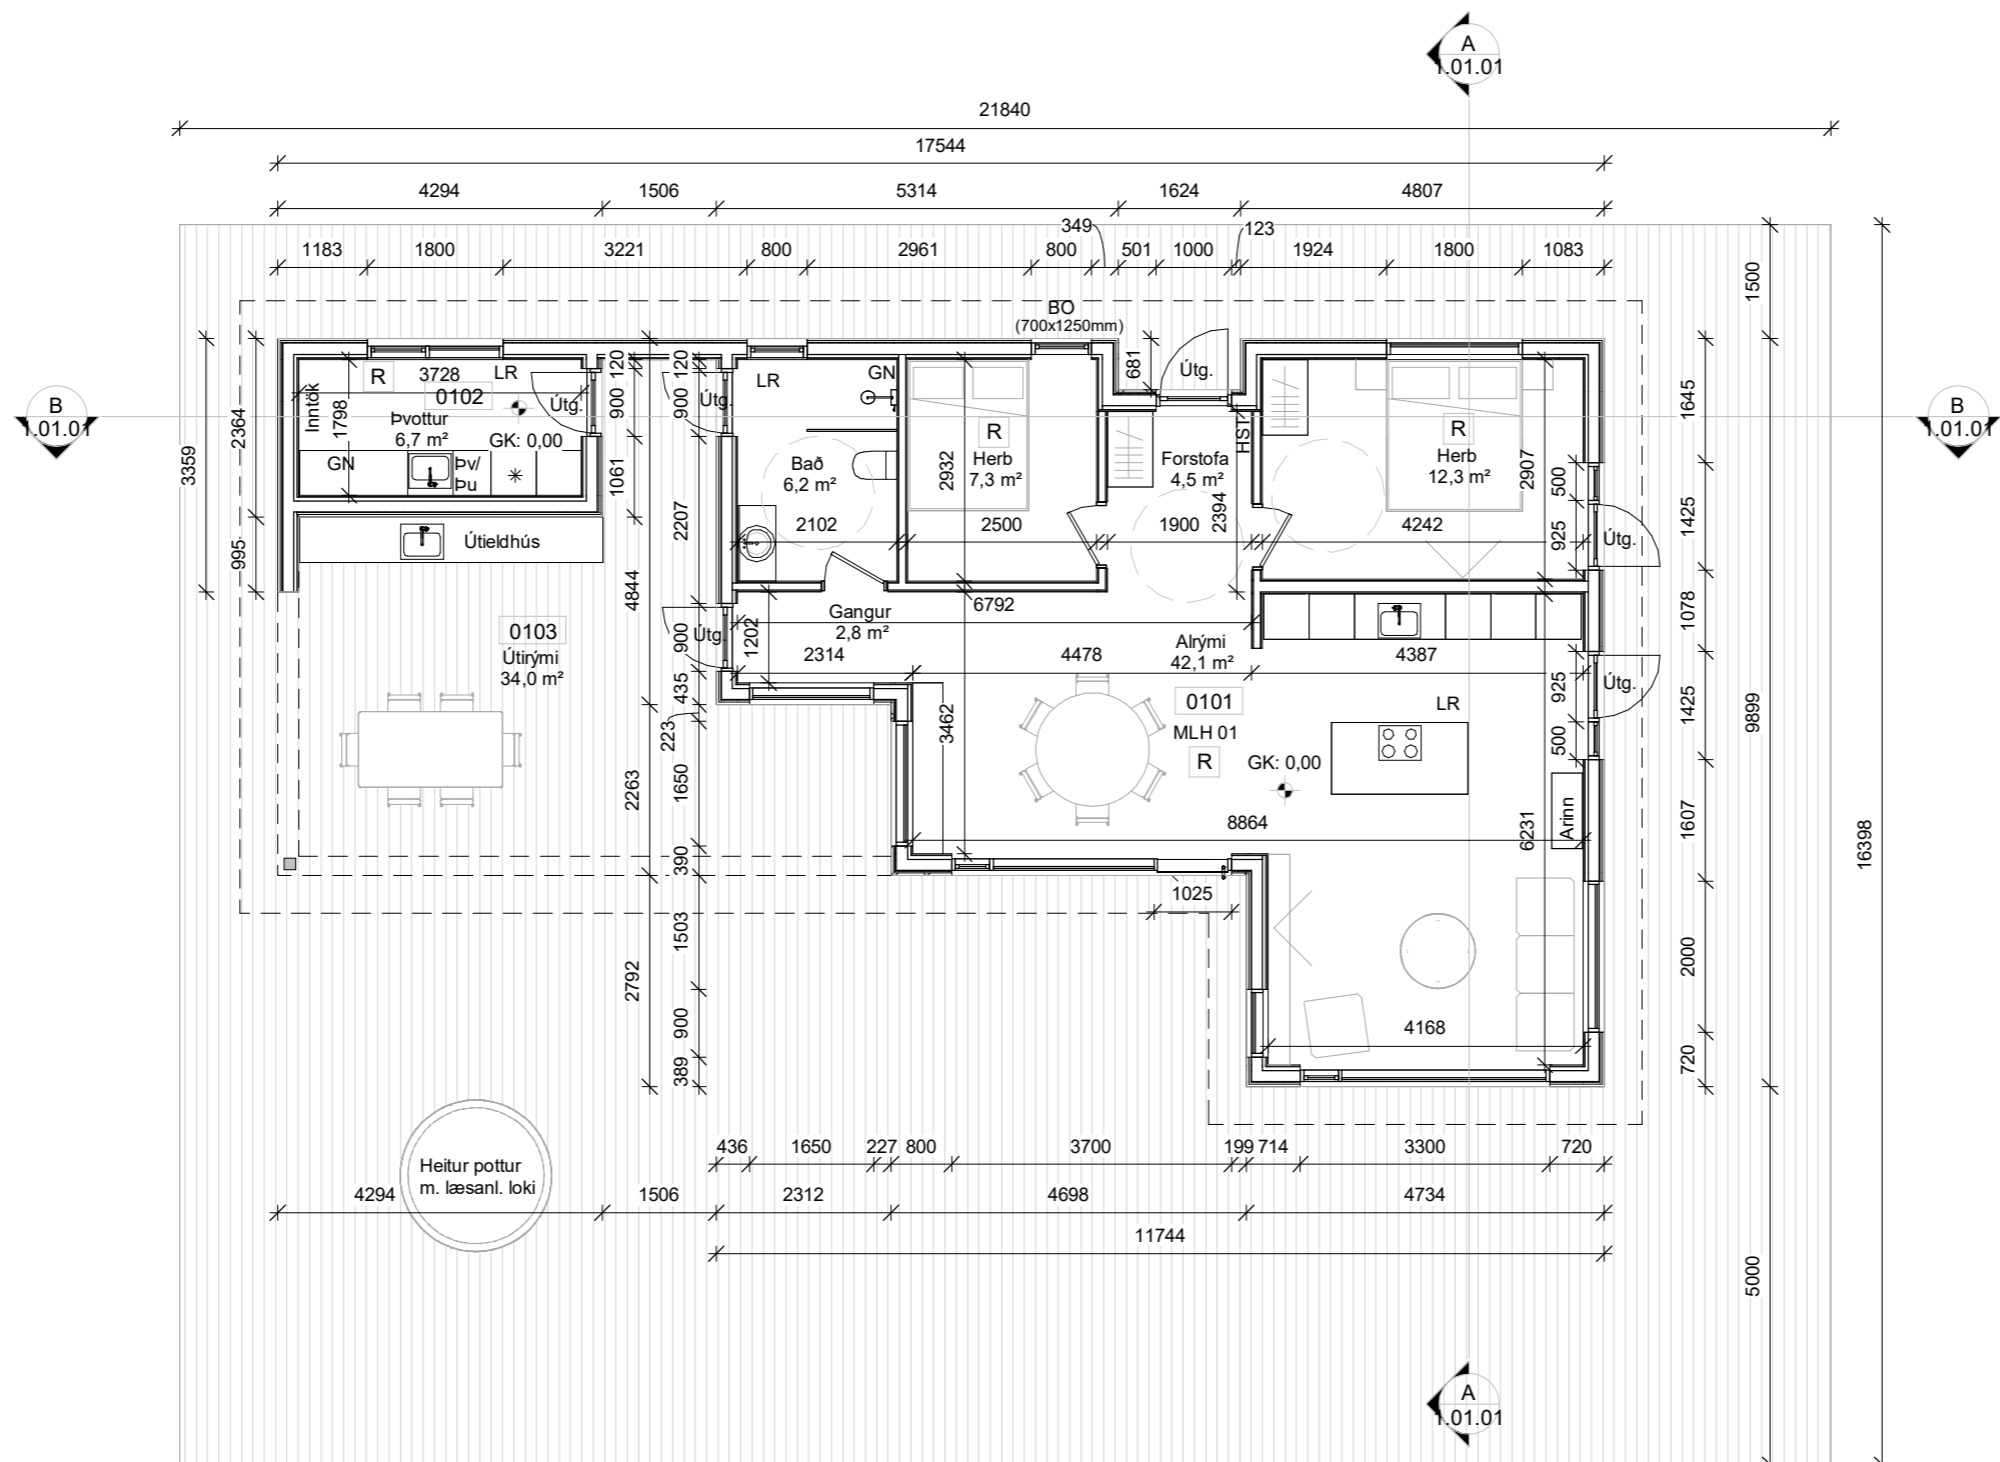 A
1.01.01
21840
17544
4294
1506
5314
1624
4807
349
123
1183
1800
3221
800
2961
800
501
1000
1924
1800
1083
1500
BO
(700x1250mm)
681
Útg.
B
1.01.01
B
1.01.01
3359
2364
995
Inntök
R
3728
LR
0102
1798
Þvottur
6,7 m²
GK: 0,00
GN
Þv/
Þu
Útg.
Útieldhús
120
900
1061
120
900
2207
Útg.
LR
GN
Bað
6,2 m²
2102
2932
R
Herb
7,3 m²
2500
Forstofa
4,5 m²
HST
1900
2394
R
Herb
12,3 m²
2907
4242
500
925
Útg.
1645
1425
1078
1425
1607
2000
720
9899
16398
5000
0103
Útirými
34,0 m²
4844
900
Útg.
435
223
1650
390
2263
1503
900
389
2792
1202
Gangur
2,8 m²
6792
2314
4478
4387
Alrými
42,1 m²
0101
MLH 01
R
GK: 0,00
LR
3462
8864
6231
925
500
Útg.
Arinn
1025
4168
Heitur pottur
m. læsanl. loki
436
1650
227
800
3700
199
714
3300
720
4294
1506
2312
4698
4734
11744
A
1.01.01